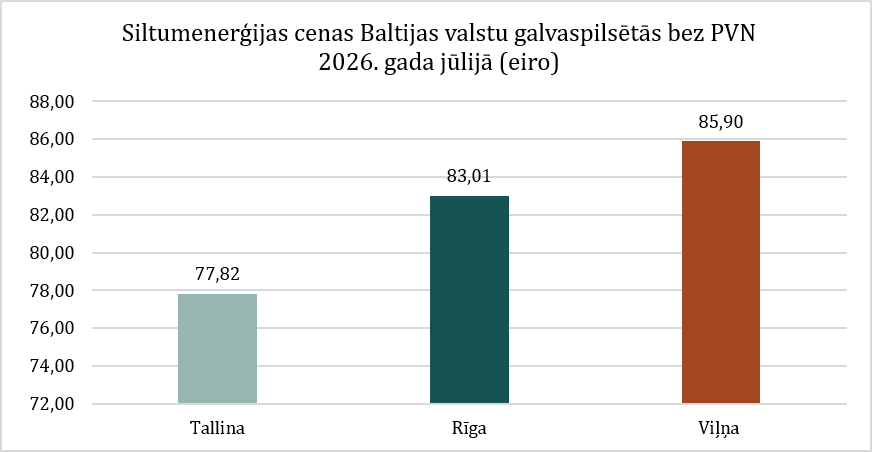 Siltumenerģijas cenas Baltijas valstu galvaspilsētās bez PVN
2026. gada jūlijā (eiro)
88,00
86,00
84,00
82,00
80,00
78,00
76,00
74,00
72,00
77,82
83,01
85,90
Tallina
Rīga
Viļņa